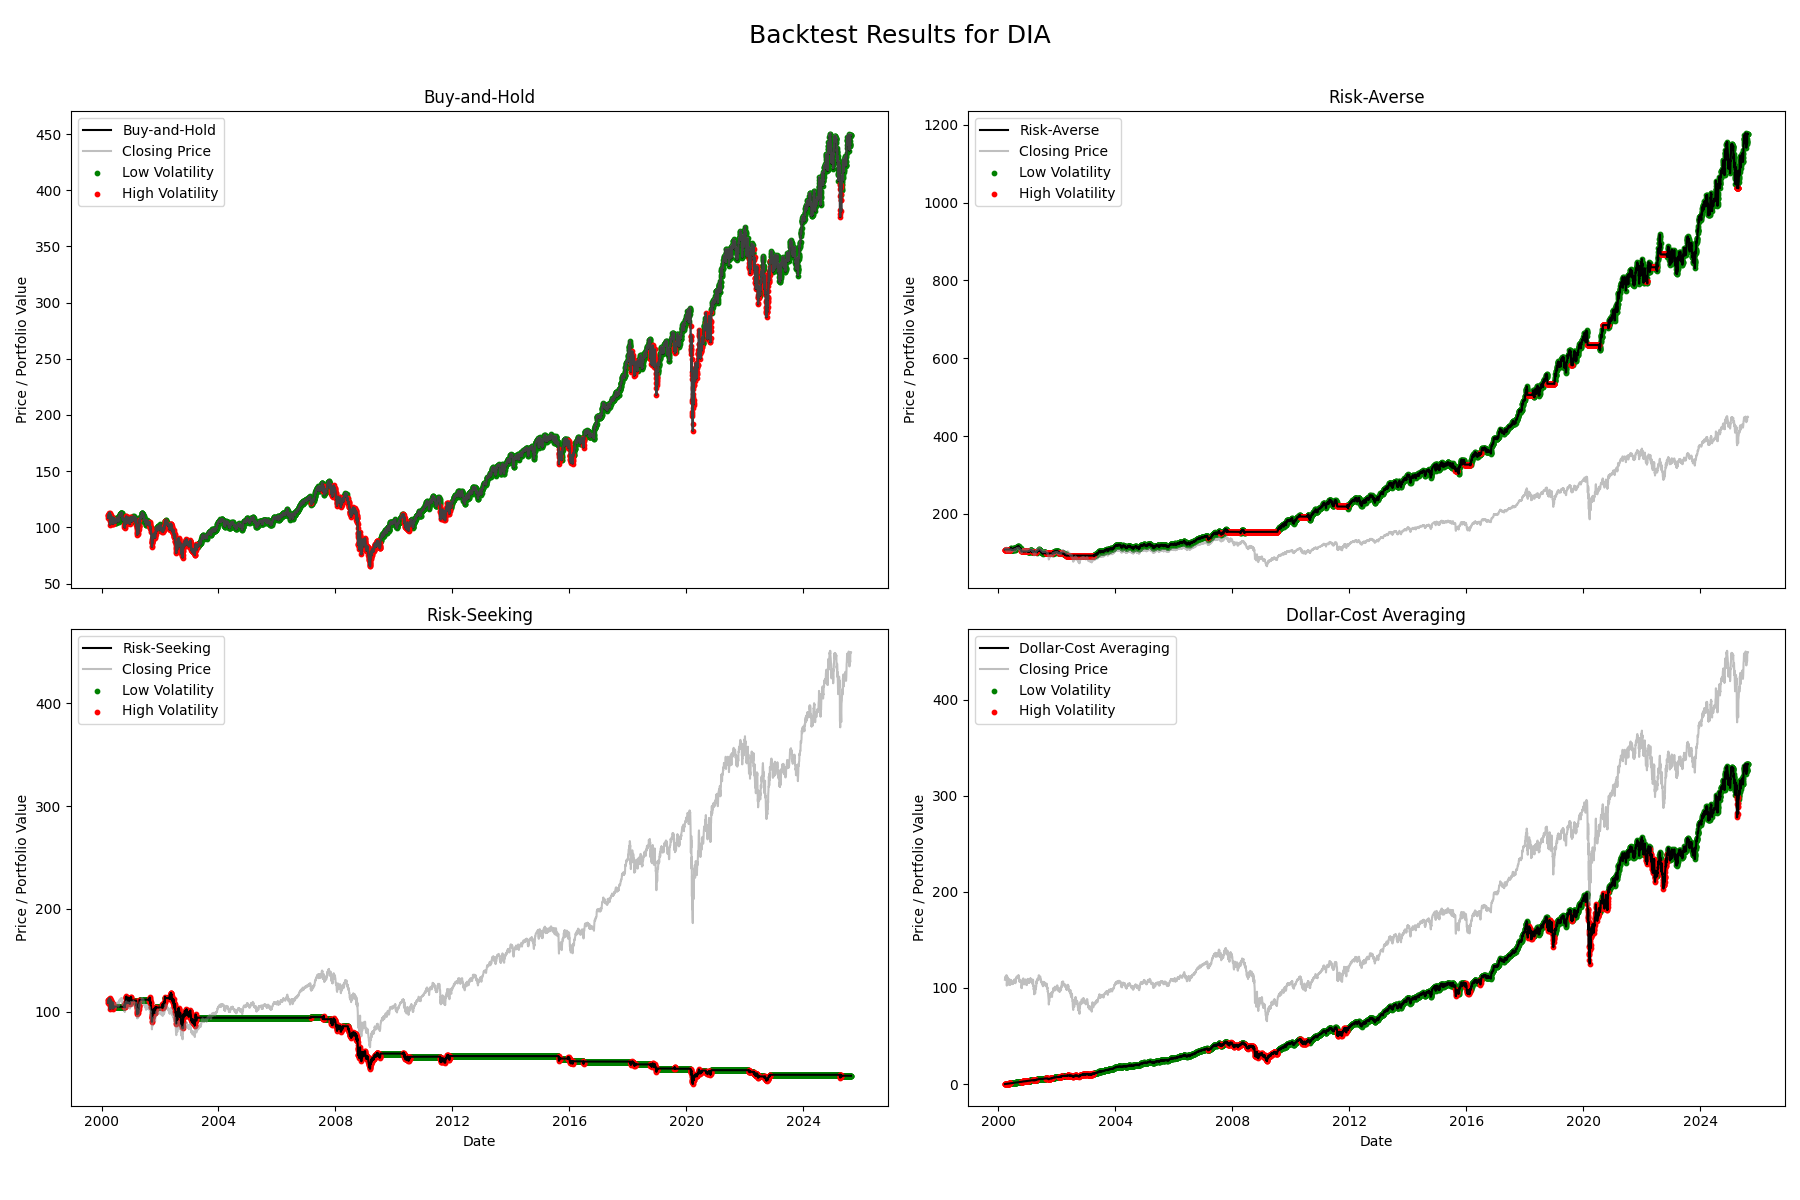 Backtest Results for DIA
Buy-and-Hold
Buy-and-Hold
Closing Price
Low Volatility
High Volatility
Price / Portfolio Value
450
400
350
300
250
200
150
100
50
Risk-Averse
Risk-Averse
Closing Price
Low Volatility
High Volatility
Price / Portfolio Value
1200
1000
800
600
400
200
Risk-Seeking
Risk-Seeking
Closing Price
Low Volatility
High Volatility
Price / Portfolio Value
400
300
200
100
2000 2004 2008 2012 2016 2020 2024
Date
Dollar-Cost Averaging
Dollar-Cost Averaging
Closing Price
Low Volatility
High Volatility
Price / Portfolio Value
400
300
200
100
0
2000 2004 2008 2012 2016 2020 2024
Date